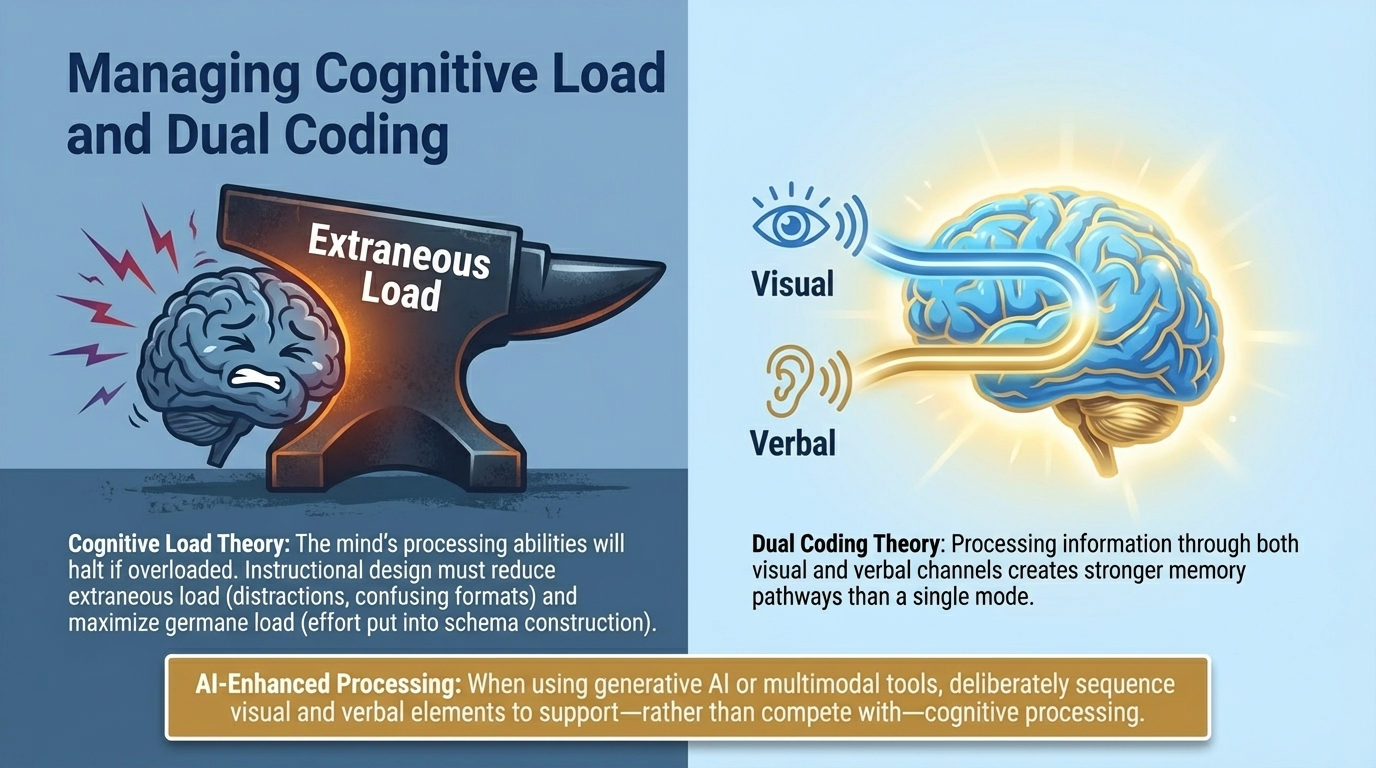 Managing Cognitive Load
and Dual Coding
Extraneous
Load
Cognitive Load Theory: The mind's processing abilities will
halt if overloaded. Instructional design must reduce
extraneous load (distractions, confusing formats) and
maximize germane load (effort put into schema construction).
Visual
Verbal
Dual Coding Theory: Processing information through both
visual and verbal channels creates stronger memory
pathways than a single mode.
AI-Enhanced Processing: When using generative AI or multimodal tools, deliberately sequence
visual and verbal elements to support—rather than compete with—cognitive processing.